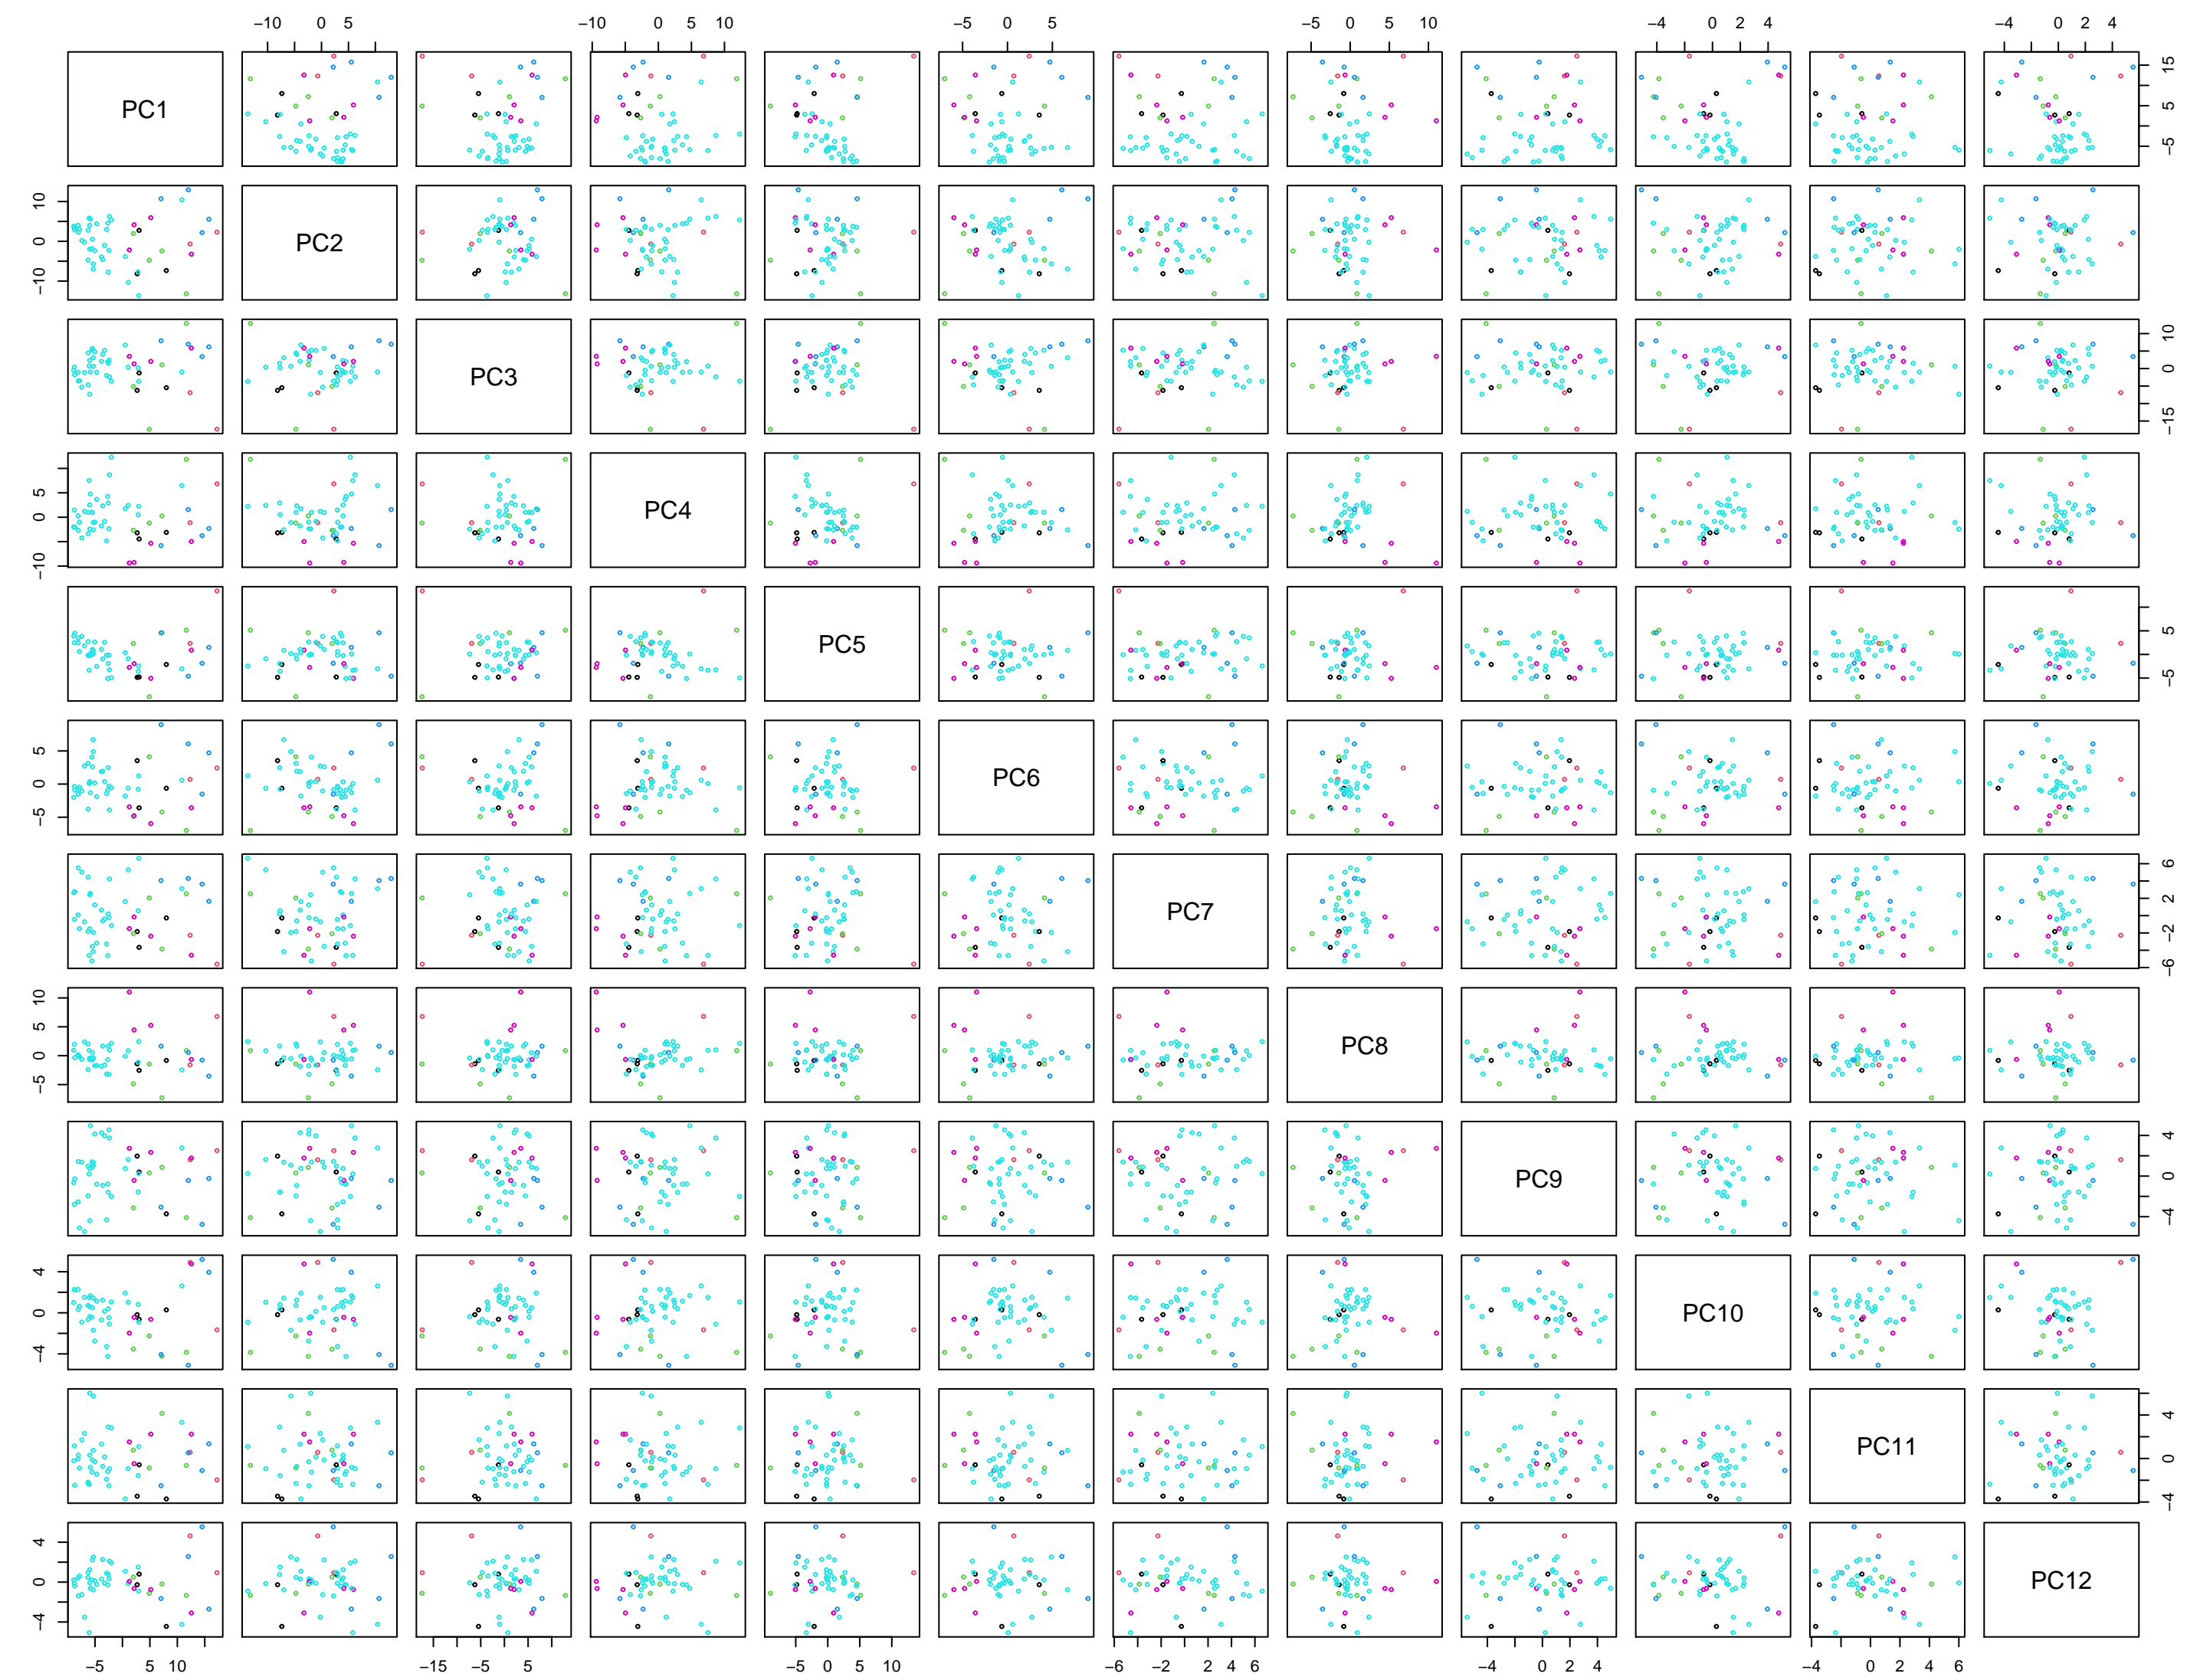 −10 0 5 −10 0 5 10 −5 0 5 −5 0 5 10 −4 0 2 4 −4 0 2 4
PC1 −5 5 15
−10 0 10 PC2
PC3 −15 0 10
−10 0 5 PC4
PC5 −5 5
−5 0 5 PC6
PC7 −6 −2 2 6
−5 0 5 10 PC8
PC9 −4 0 4
−4 0 4 PC10
PC11 −4 0 4
−4 0 4 PC12
−5 5 10 −15 −5 5 −5 0 5 10 −6 −2 2 4 6 −4 0 2 4 −4 0 2 4 6